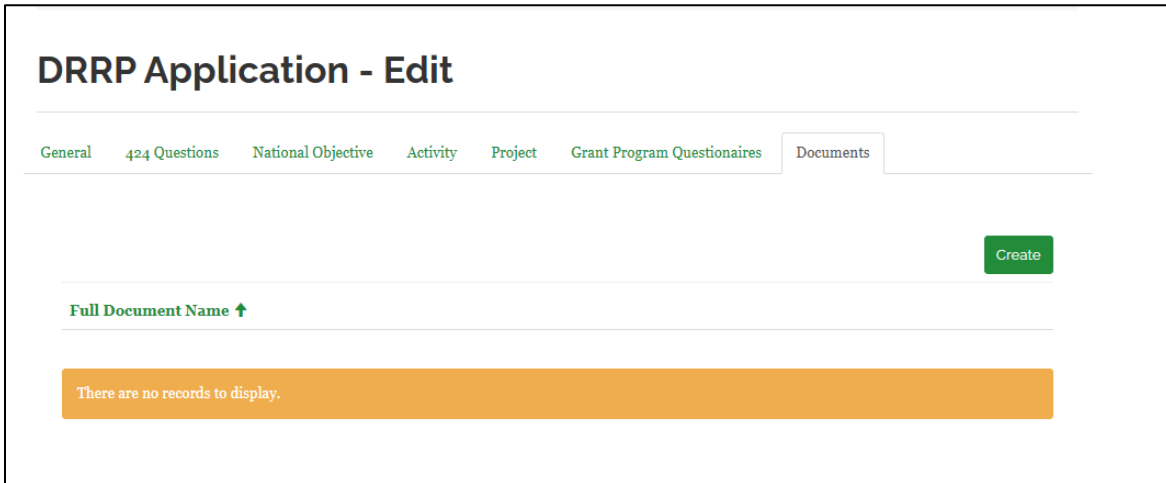 DRRP Application - Edit
General 424 Questions National Objective Activity Project Grant Program Questionaires Documents
Create
Full Document Name
There are no records to display.